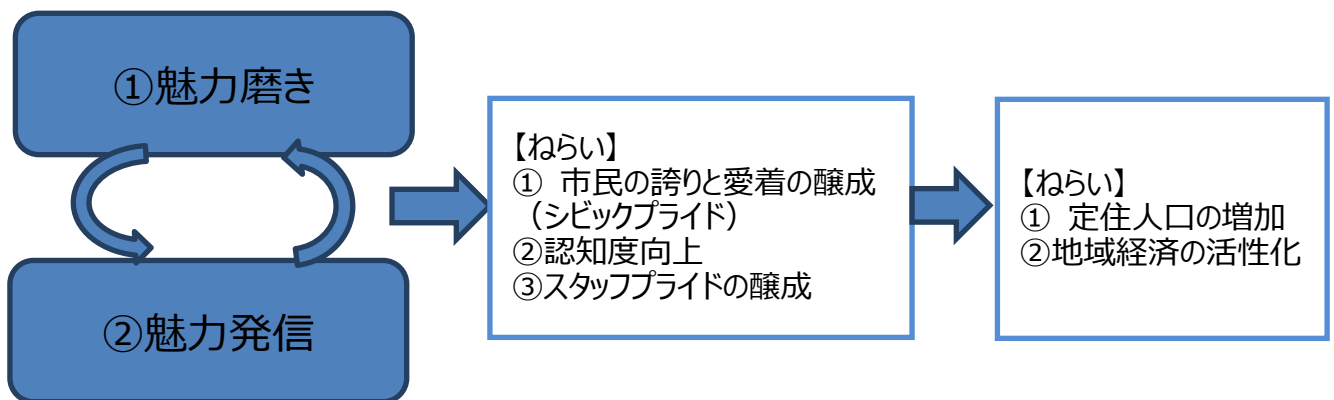 ①魅力磨き
②魅力発信
【ねらい】
① 市民の誇りと愛着の醸成
（シビックプライド）
②認知度向上
③スタッフプライドの醸成
【ねらい】
① 定住人口の増加
②地域経済の活性化